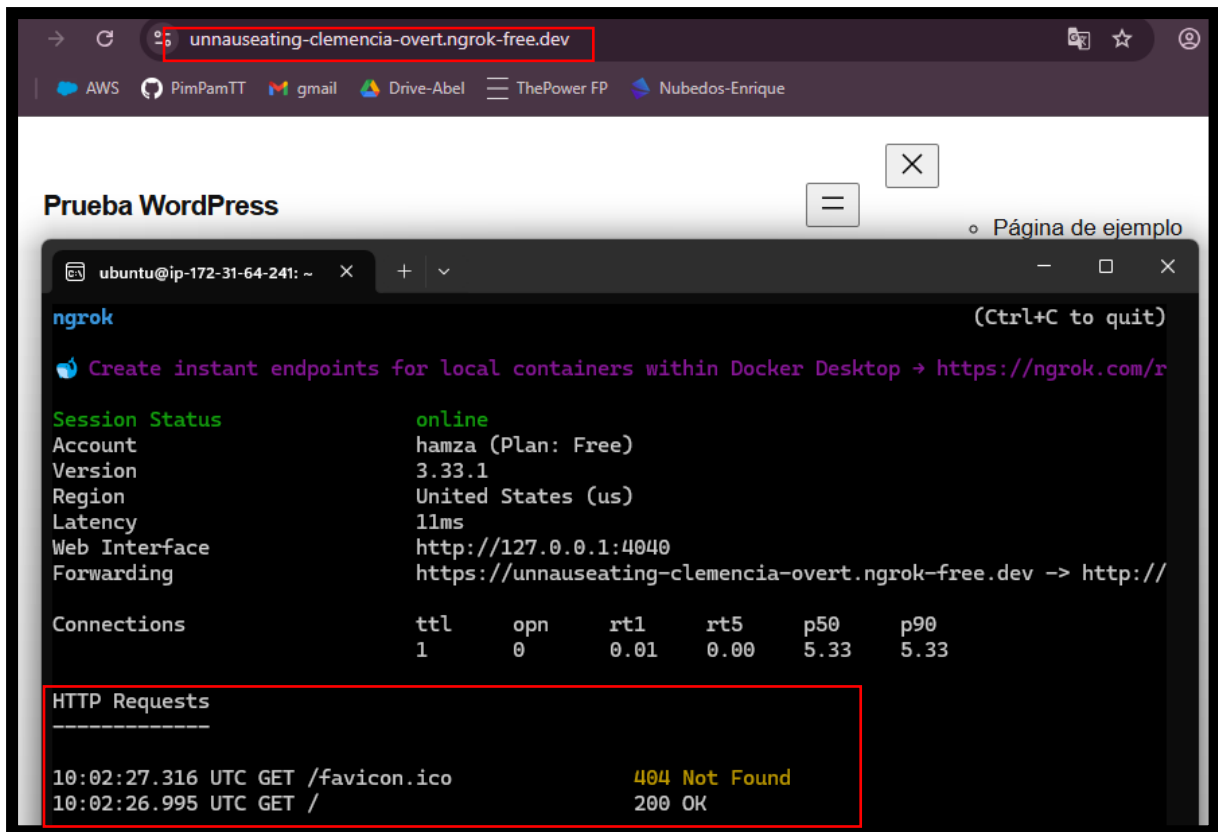 unnauseating-clemencia-overt.ngrok-free.dev
AWS PimPamTT gmail Drive-Abel ThePower FP Nubedos-Enrique
Prueba WordPress
Página de ejemplo
ubuntu@ip-172-31-64-241: ~
ngrok (Ctrl+C to quit)
Create instant endpoints for local containers within Docker Desktop → https://ngrok.com/r
Session Status online
Account hamza (Plan: Free)
Version 3.33.1
Region United States (us)
Latency 11ms
Web Interface http://127.0.0.1:4040
Forwarding https://unnauseating-clemencia-overt.ngrok-free.dev -> http://
Connections ttl opn rt1 rt5 p50 p90
1 0 0.01 0.00 5.33 5.33
HTTP Requests
-------------
10:02:27.316 UTC GET /favicon.ico 404 Not Found
10:02:26.995 UTC GET / 200 OK